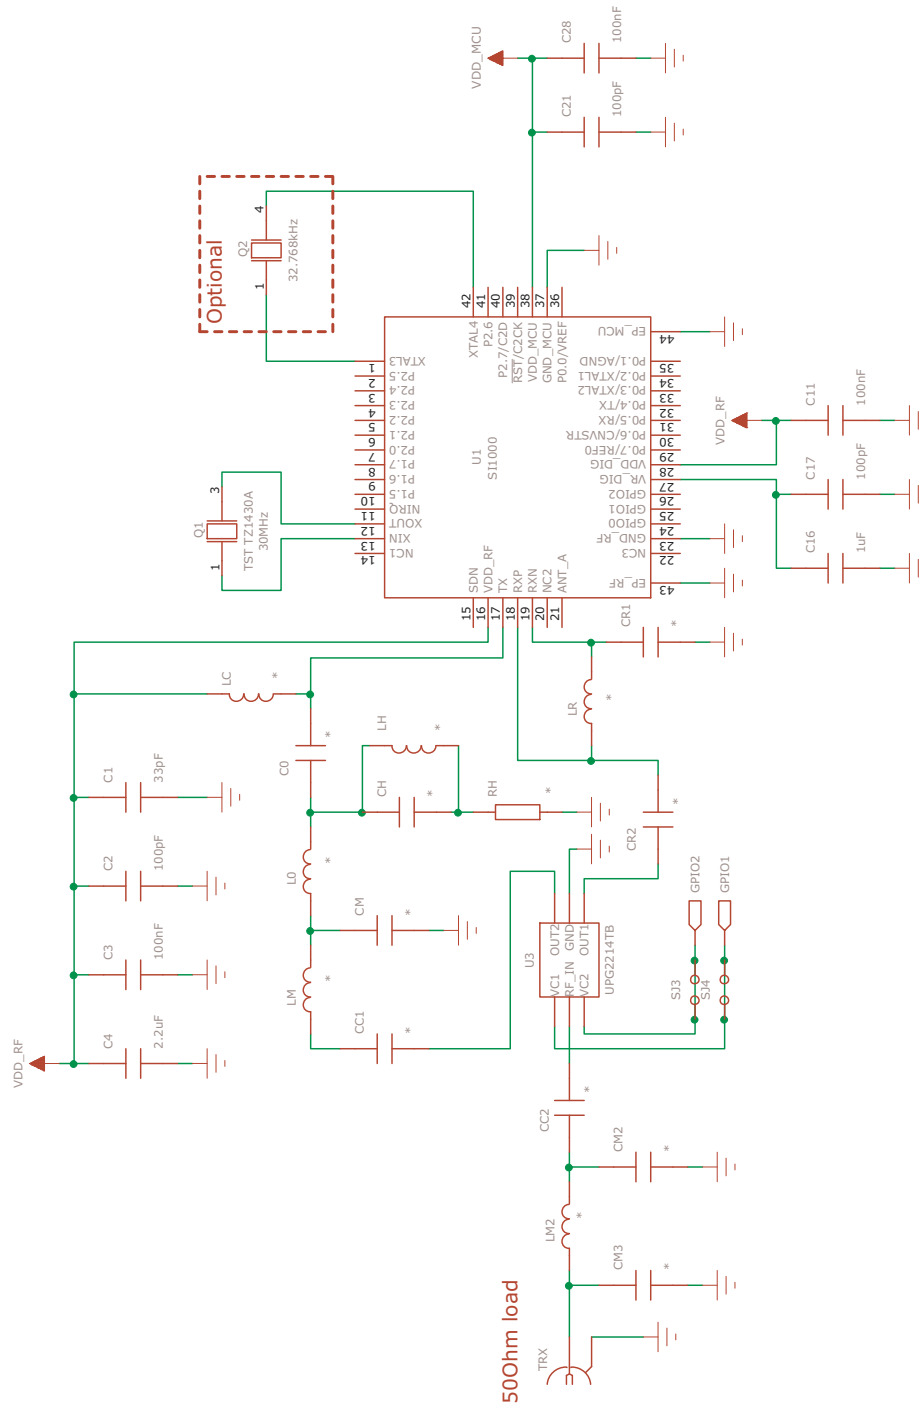 VDD_MCU
C28
100nF
C21
100pF
Optional
Q2
32.768kHz
4
1
Q1
TST TZ1430A
30MHz
3
1
U1
SI1000
42
41
40
39
38
37
36
XTAL4
P2.6
P2.7/C2D
RST/C2CK
VDD_MCU
GND_MCU
P0.0/VREF
XTAL3
P2.5
P2.4
P2.3
P2.2
P2.1
P2.0
P1.7
P1.6
P1.5
NIRQ
XOUT
XIN
NC1
1
2
3
4
5
6
7
8
9
10
11
12
13
14
EP_MCU
P0.1/AGND
P0.2/XTAL1
P0.3/XTAL2
P0.4/TX
P0.5/RX
P0.6/CNVSTR
P0.7/REF0
VDD_DIG
VR_DIG
GPIO2
GPIO1
GPIO0
GND_RF
NC3
EP_RF
44
35
34
33
32
31
30
29
28
27
26
25
24
23
22
43
SDN
VDD_RF
TX
RXP
RXN
NC2
ANT_A
15
16
17
18
19
20
21
VDD_RF
C11
100nF
C17
100pF
C16
1uF
CR1
*
LR
*
CR2
*
LC
*
C0
*
LH
*
CH
*
RH
*
L0
*
CM
*
LM
*
CC1
*
C1
33pF
C2
100pF
C3
100nF
C4
2.2uF
VDD_RF
U3
UPG2214TB
OUT2
GND
OUT1
VC1
RF_IN
VC2
GPIO2
GPIO1
SJ3
SJ4
CC2
*
CM2
*
LM2
*
CM3
*
50Ohm load
TRX